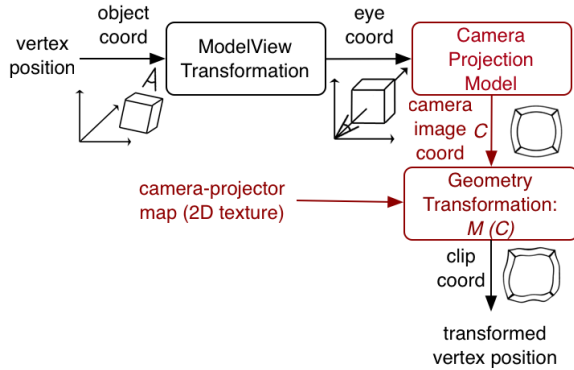 object
coord
eye
coord
vertex
position
ModelView
Transformation
Camera
Projection
Model
A
camera
image
coord
C
camera-projector
map (2D texture)
Geometry
Transformation:
M (C)
clip
coord
transformed
vertex position